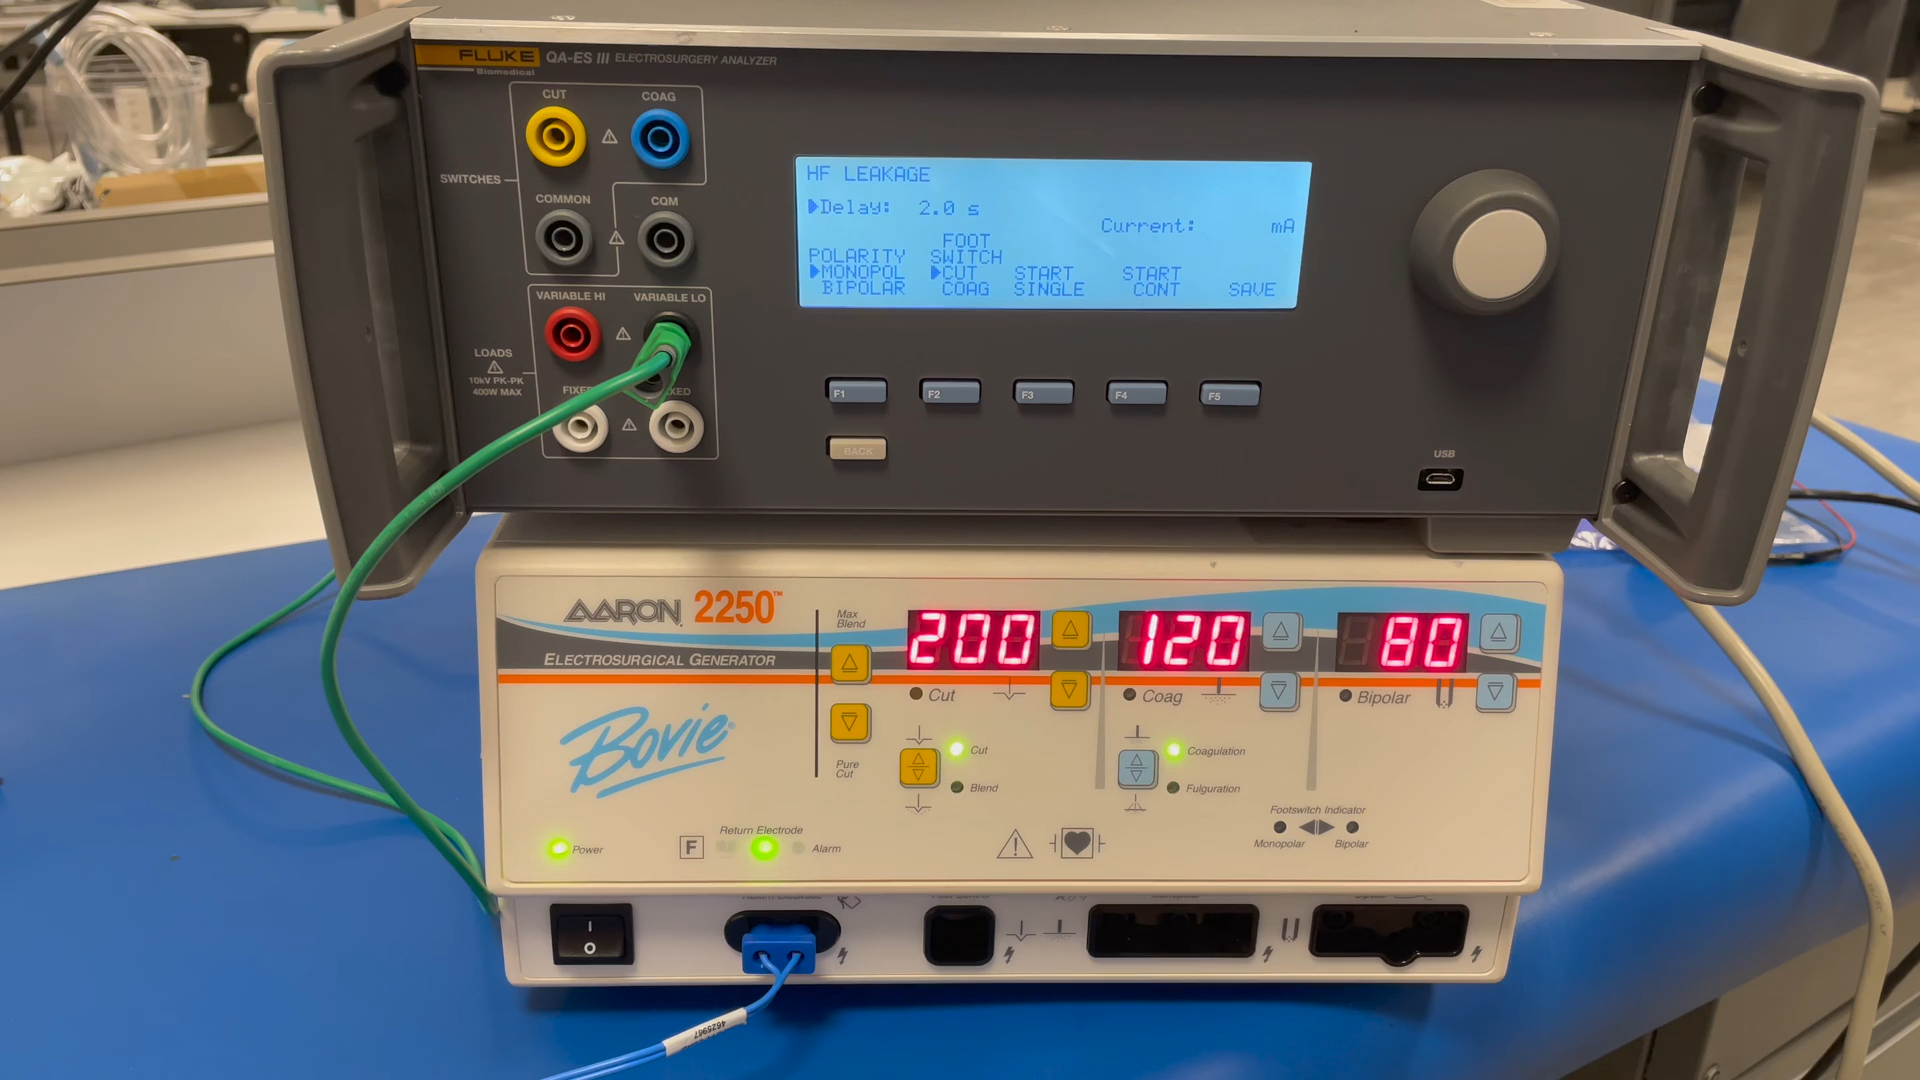 FLUKE
Biomedical
QA-ES III ELECTROSURGERY ANALYZER
CUT
COAG
SWITCHES
COMMON
CQM
VARIABLE HI
VARIABLE LO
LOADS
10kV PK-PK
400W MAX
HF LEAKAGE
Delay: 2.0 s
Current: mA
FOOT
POLARITY SWITCH
MONOPOL CUT START START
BIPOLAR COAG SINGLE CONT SAVE
F1 F2 F3 F4 F5
BACK
USB
AARON 2250™
ELECTROSURGICAL GENERATOR
Bovie®
Max
Blend
Pure
Cut
200
120
80
Cut
Coag
Bipolar
Cut
Blend
Coagulation
Fulguration
Footswitch Indicator
Monopolar
Bipolar
Power
F
Return Electrode
Alarm
4625967